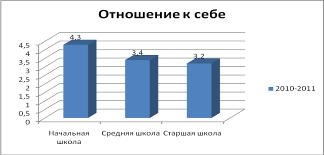 Отношение к себе
4,5
4
3,5
3
2,5
2
1,5
1
0,5
0
4,3
3,4
3,2
Начальная
школа
Средняя школа
Старшая школа
2010-2011